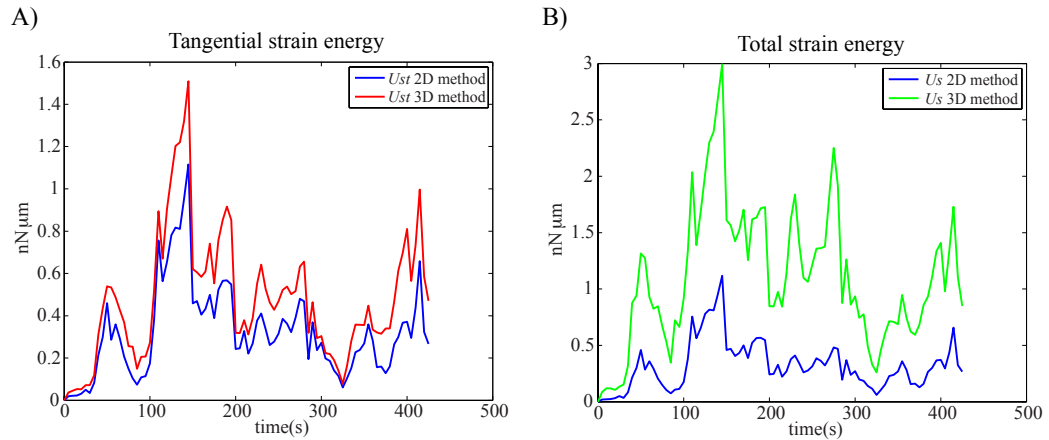 A)
Tangential strain energy
1.6
1.4
1.2
1
0.8
0.6
0.4
0.2
0
nN µm
0
100
200
300
400
500
time(s)
Ust 2D method
Ust 3D method
B)
Total strain energy
3
2.5
2
1.5
1
0.5
0
nN µm
0
100
200
300
400
500
time(s)
Us 2D method
Us 3D method